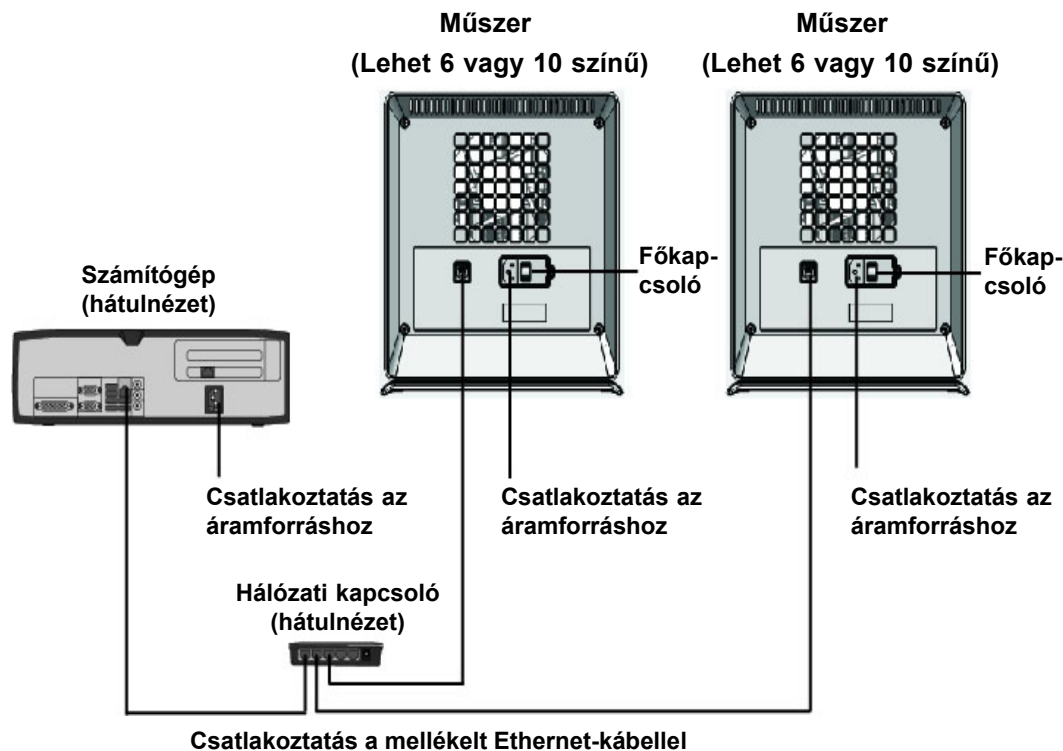 Műszer
(Lehet 6 vagy 10 színű)
Műszer
(Lehet 6 vagy 10 színű)
Főkap-
csoló
Főkap-
csoló
Számítógép
(hátulnézet)
Csatlakoztatás az
áramforráshoz
Csatlakoztatás az
áramforráshoz
Csatlakoztatás az
áramforráshoz
Hálózati kapcsoló
(hátulnézet)
Csatlakoztatás a mellékelt Ethernet-kábellel